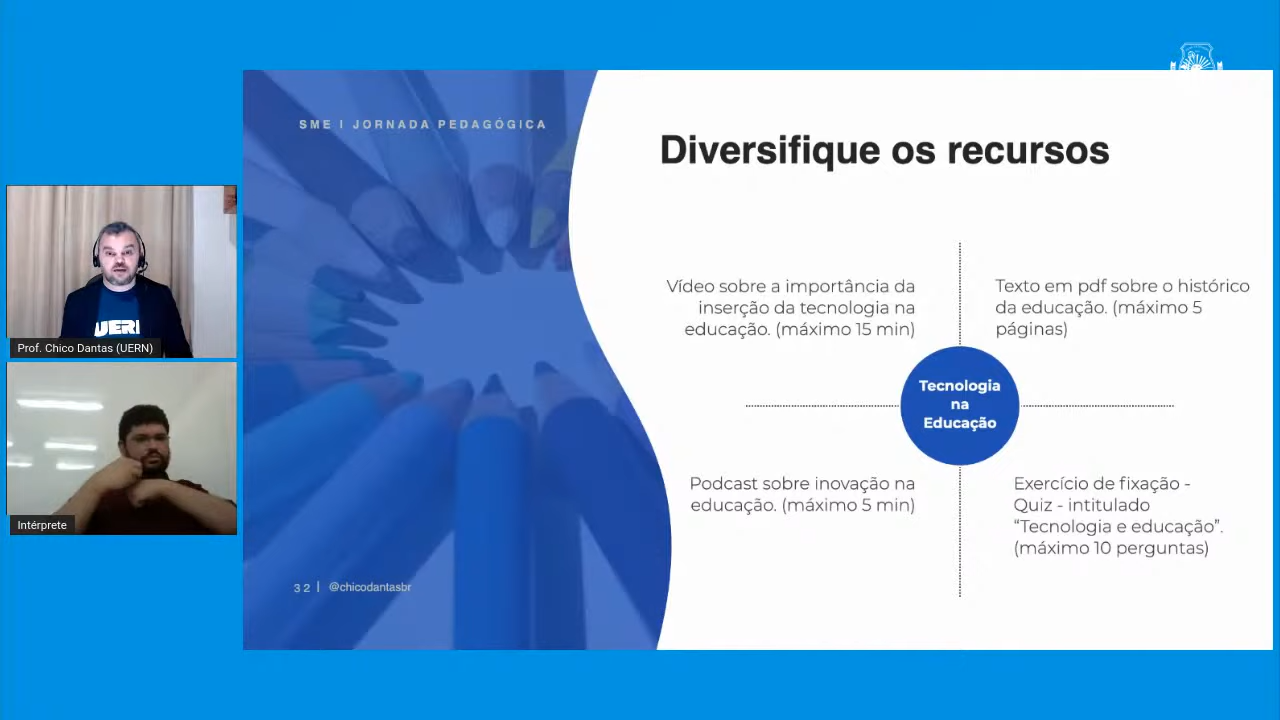 SME | JORNADA PEDAGÓGICA
Diversifique os recursos
Vídeo sobre a importância da
inserção da tecnologia na
educação. (máximo 15 min)
Texto em pdf sobre o histórico
da educação. (máximo 5
páginas)
Tecnologia
na
Educação
Podcast sobre inovação na
educação. (máximo 5 min)
Exercício de fixação -
Quiz - intitulado
“Tecnologia e educação”.
(máximo 10 perguntas)
32 | @chicodantasbr
UERN
Prof. Chico Dantas (UERN)
Intérprete